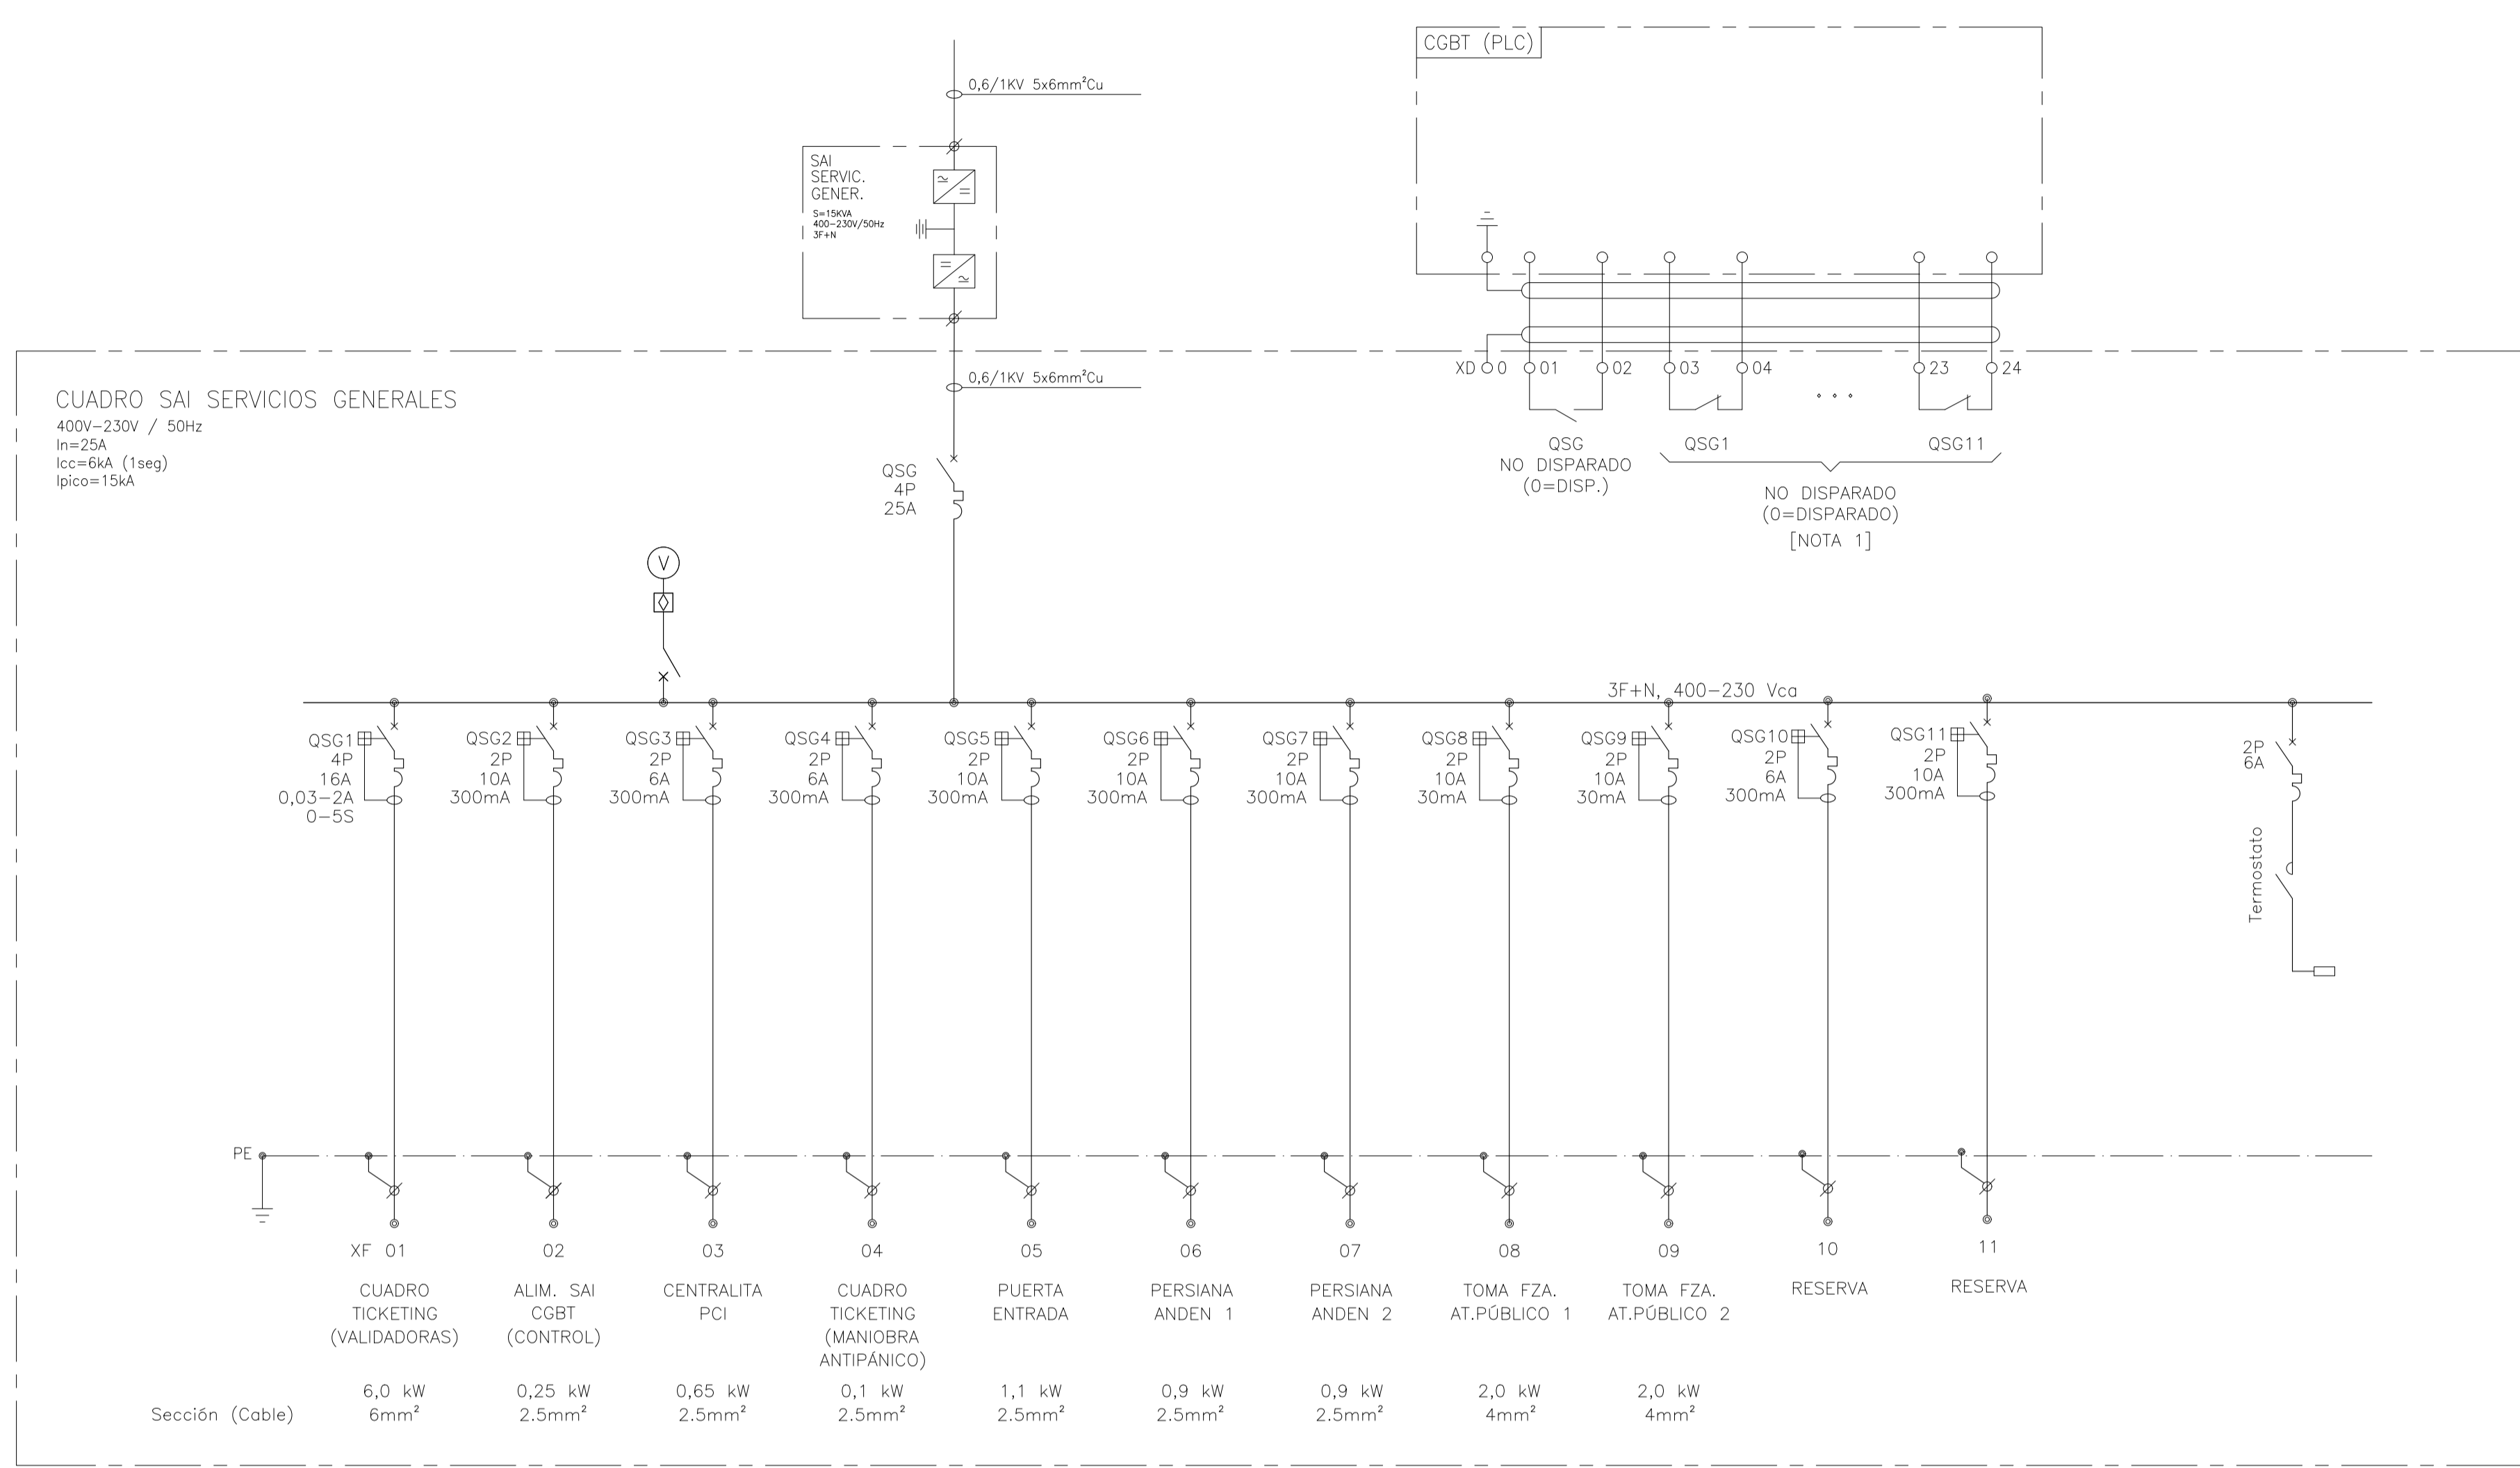 CGBT (PLC)
0,6/1KV 5x6mm²Cu
SAI
SERVIC.
GENER.
S=15KVA
400-230V/50Hz
3F+N
0,6/1KV 5x6mm²Cu
XD 0 01 02 03 04 23 24
QSG
NO DISPARADO
(0=DISP.)
QSG1
QSG11
NO DISPARADO
(0=DISPARADO)
[NOTA 1]
CUADRO SAI SERVICIOS GENERALES
400V-230V / 50Hz
In=25A
Icc=6kA (1seg)
Ipico=15kA
QSG
4P
25A
V
3F+N, 400-230 Vca
QSG1
4P
16A
0,03-2A
0-5S
QSG2
2P
10A
300mA
QSG3
2P
6A
300mA
QSG4
2P
6A
300mA
QSG5
2P
10A
300mA
QSG6
2P
10A
300mA
QSG7
2P
10A
300mA
QSG8
2P
10A
30mA
QSG9
2P
10A
30mA
QSG10
2P
6A
300mA
QSG11
2P
10A
300mA
2P
6A
Termostato
PE
XF 01
CUADRO
TICKETING
(VALIDADORAS)
02
ALIM. SAI
CGBT
(CONTROL)
03
CENTRALITA
PCI
04
CUADRO
TICKETING
(MANIOBRA
ANTIPÁNICO)
05
PUERTA
ENTRADA
06
PERSIANA
ANDEN 1
07
PERSIANA
ANDEN 2
08
TOMA FZA.
AT.PÚBLICO 1
09
TOMA FZA.
AT.PÚBLICO 2
10
RESERVA
11
RESERVA
6,0 kW 0,25 kW 0,65 kW 0,1 kW 1,1 kW 0,9 kW 0,9 kW 2,0 kW 2,0 kW
Sección (Cable) 6mm² 2.5mm² 2.5mm² 2.5mm² 2.5mm² 2.5mm² 2.5mm² 4mm² 4mm²